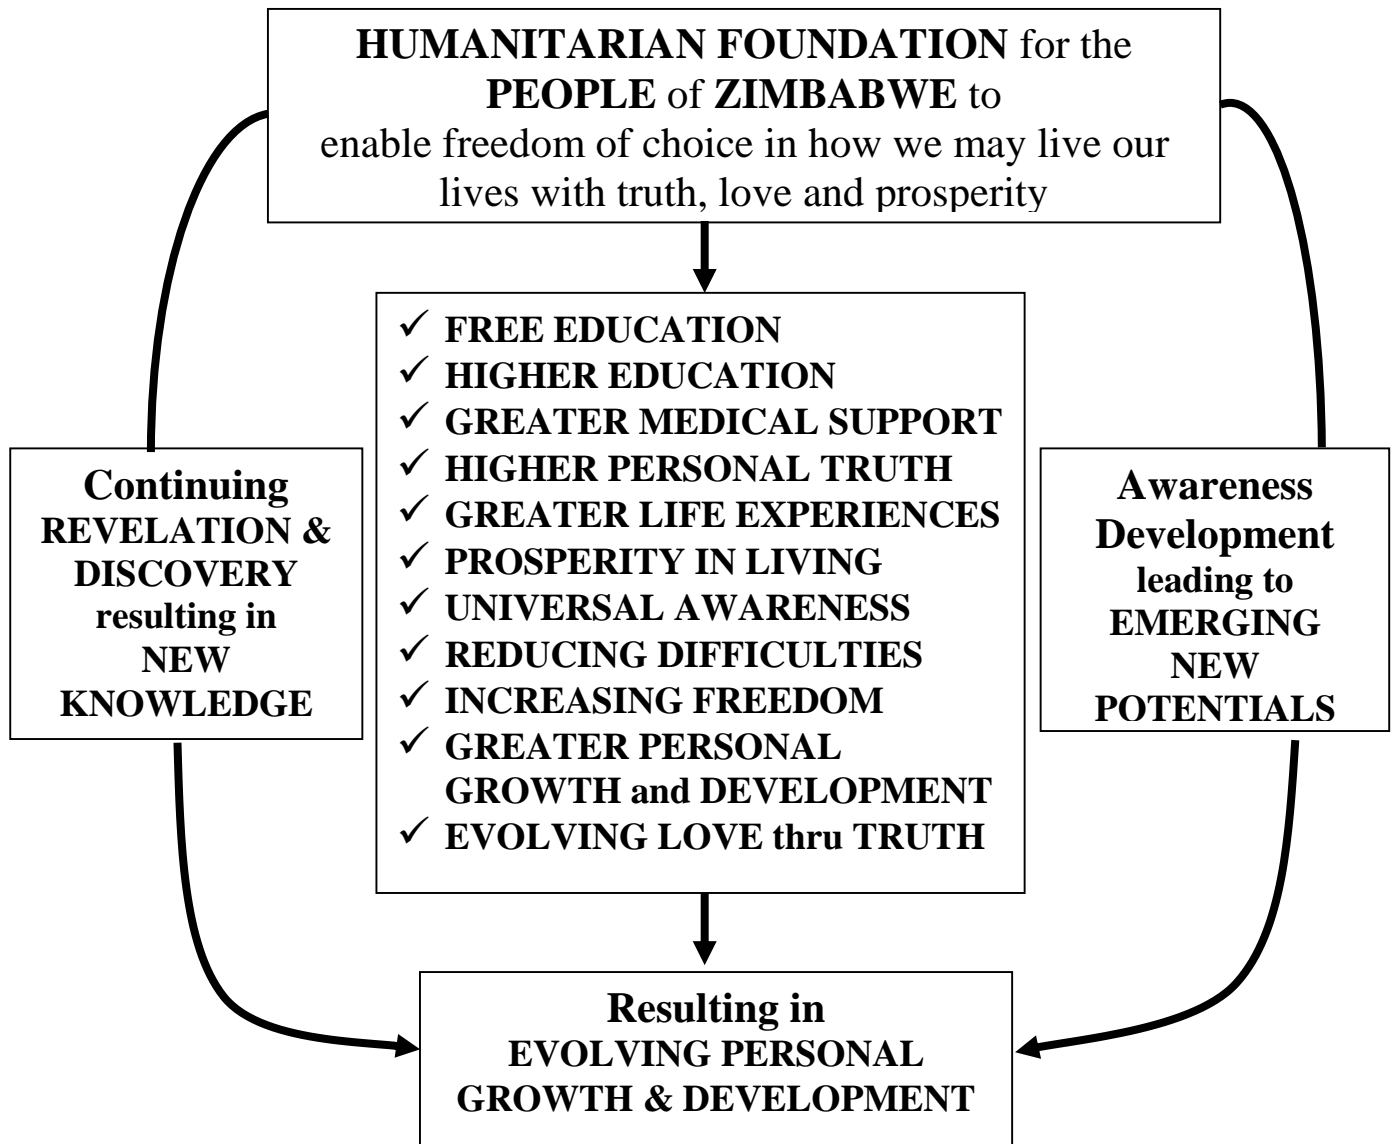 HUMANITARIAN FOUNDATION for the
PEOPLE of ZIMBABWE to
enable freedom of choice in how we may live our
lives with truth, love and prosperity
✓ FREE EDUCATION
✓ HIGHER EDUCATION
✓ GREATER MEDICAL SUPPORT
✓ HIGHER PERSONAL TRUTH
✓ GREATER LIFE EXPERIENCES
✓ PROSPERITY IN LIVING
✓ UNIVERSAL AWARENESS
✓ REDUCING DIFFICULTIES
✓ INCREASING FREEDOM
✓ GREATER PERSONAL
GROWTH and DEVELOPMENT
✓ EVOLVING LOVE thru TRUTH
Continuing
REVELATION &
DISCOVERY
resulting in
NEW
KNOWLEDGE
Awareness
Development
leading to
EMERGING
NEW
POTENTIALS
Resulting in
EVOLVING PERSONAL
GROWTH & DEVELOPMENT